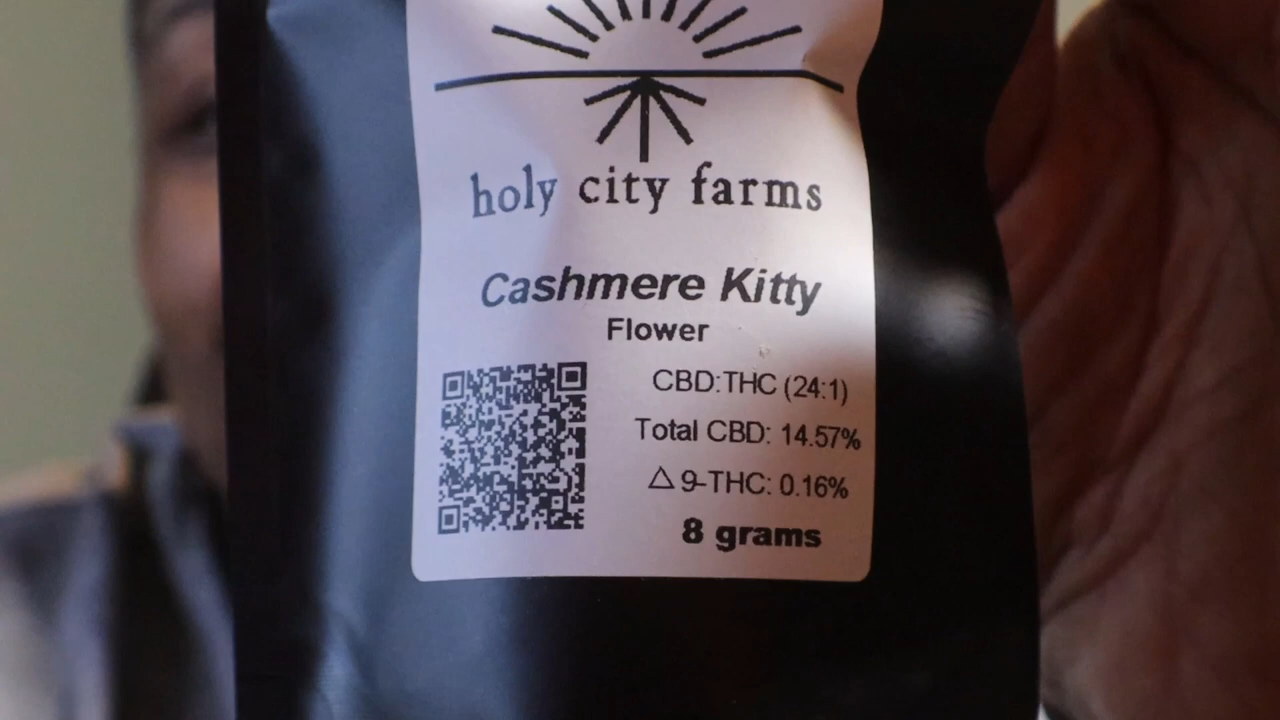 holy city farms
Cashmere Kitty
Flower
CBD:THC (24:1)
Total CBD: 14.57%
△9-THC: 0.16%
8 grams